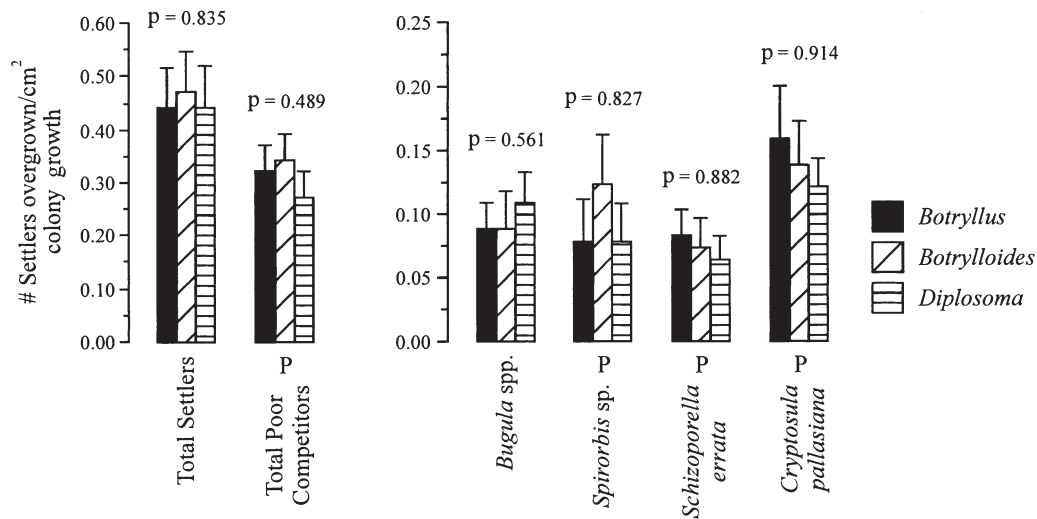 # Settlers overgrown/cm2
colony growth
0.60
0.50
0.40
0.30
0.20
0.10
0.00
p = 0.835
p = 0.489
Total Settlers
P
Total Poor
Competitors
0.25
0.20
0.15
0.10
0.05
0.00
p = 0.561
p = 0.827
p = 0.882
p = 0.914
Bugula spp.
P
Spirorbis sp.
P
Schizoporella
errata
P
Cryptosula
pallasiana
Botryllus
Botrylloides
Diplosoma